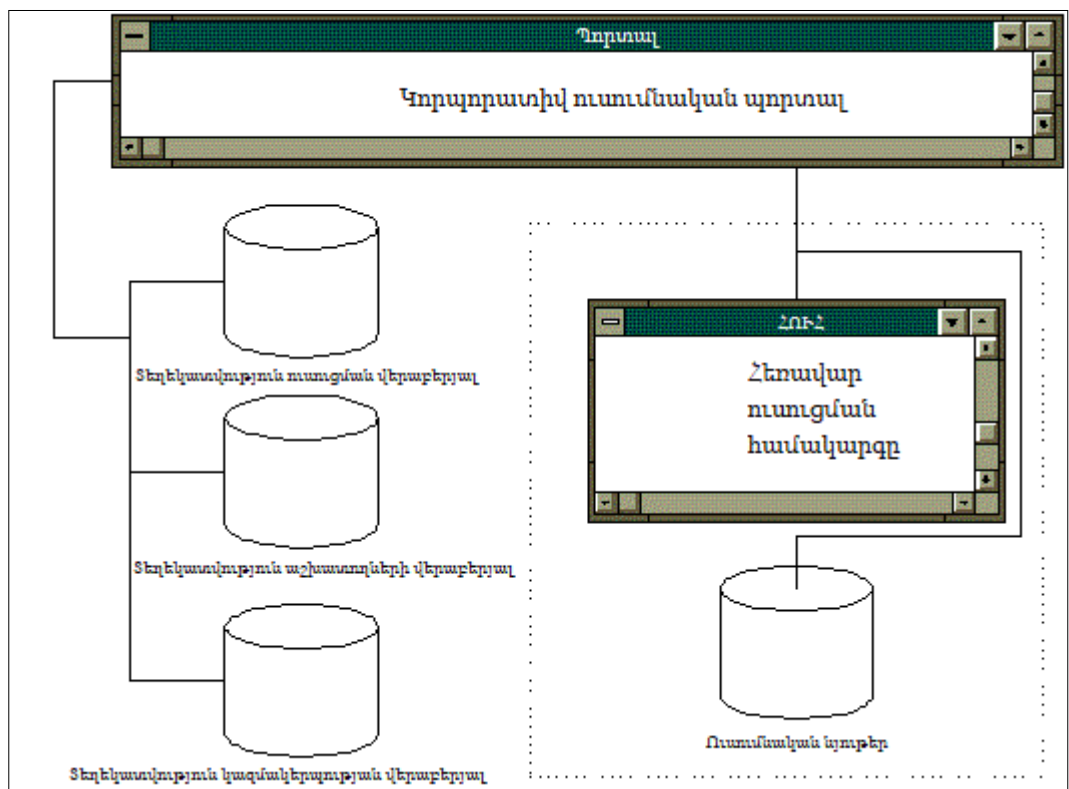 Պորտալ
Կորպորատիվ ուսումնական պորտալ
Տեղեկատվություն ուսուցման վերաբերյալ
Տեղեկատվություն աշխատողների վերաբերյալ
Տեղեկատվություն կազմակերպության վերաբերյալ
ՀՈՒՀ
Հեռավար
ուսուցման
համակարգը
Ուսումնական նյութեր